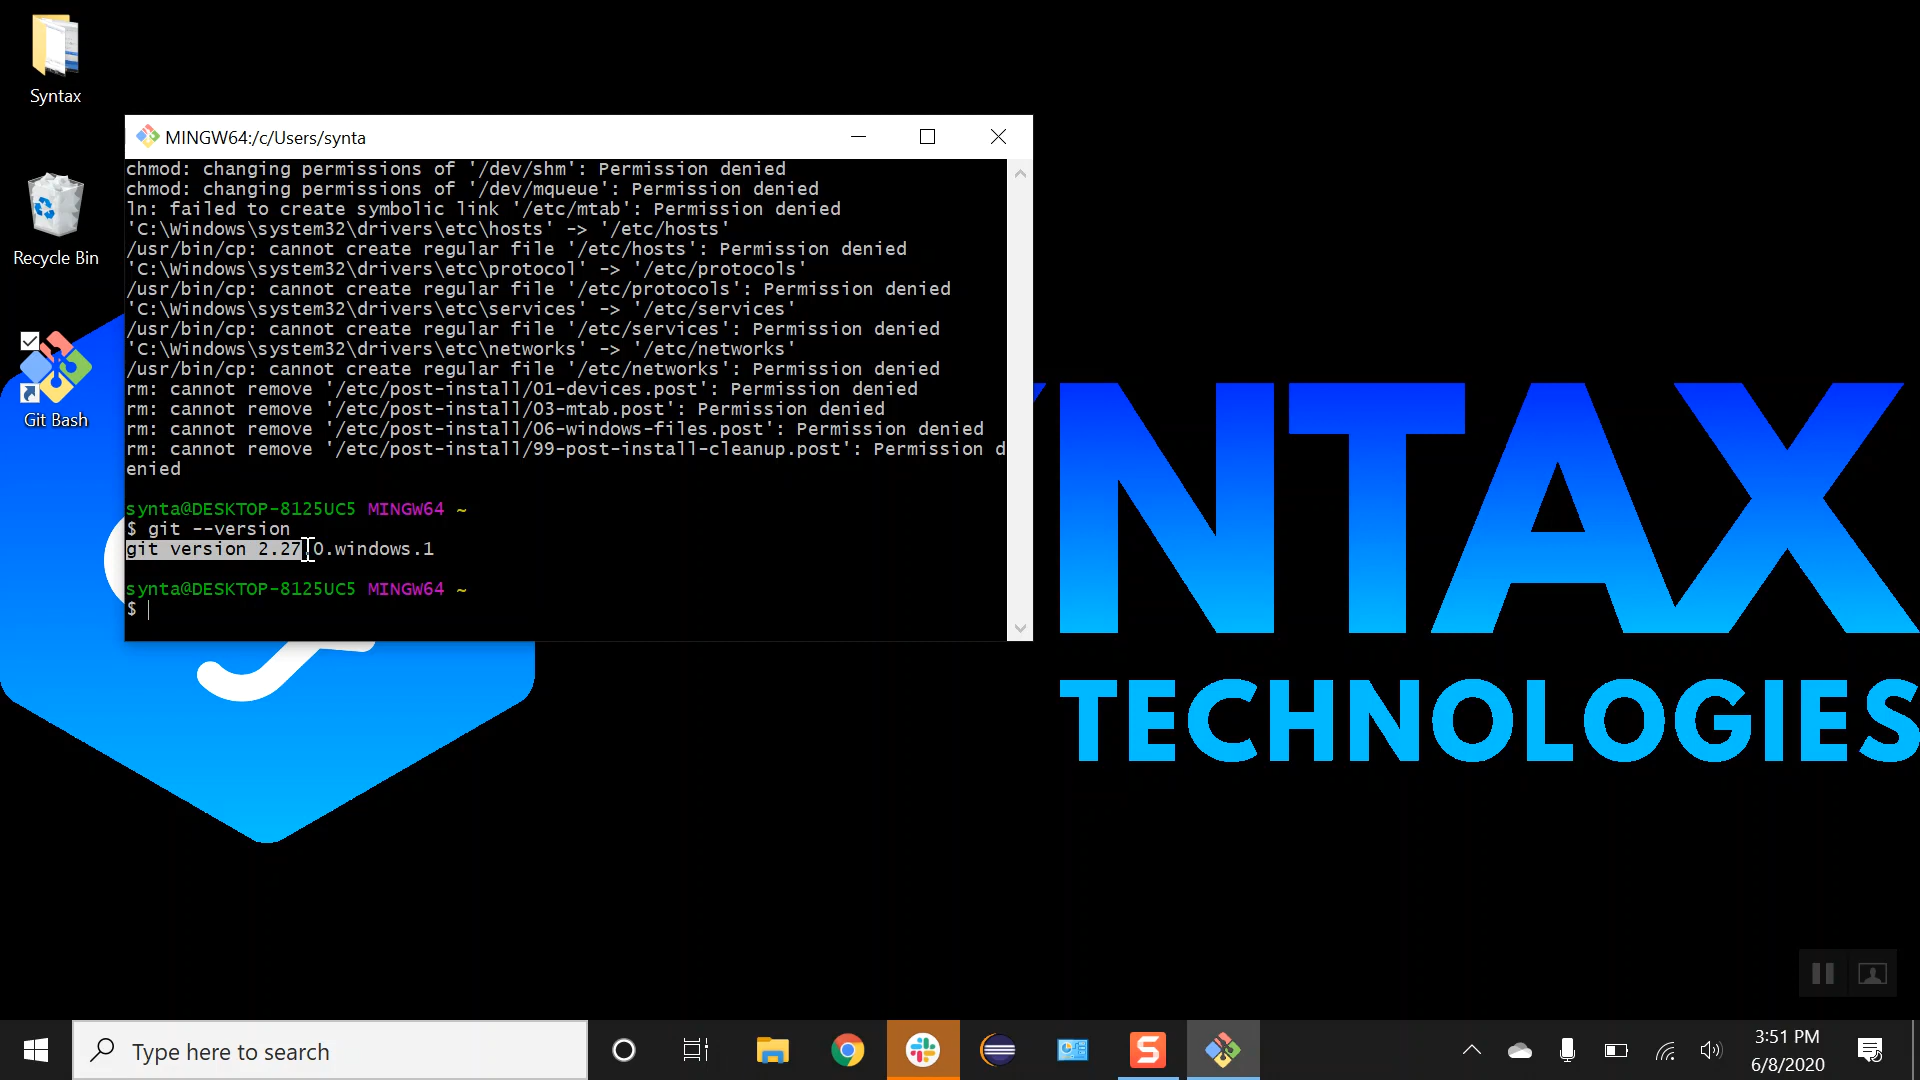 Syntax
Recycle Bin
Git Bash
MINGW64:/c/Users/synta
chmod: changing permissions of '/dev/shm': Permission denied
chmod: changing permissions of '/dev/mqueue': Permission denied
ln: failed to create symbolic link '/etc/mtab': Permission denied
'C:\Windows\system32\drivers\etc\hosts' -> '/etc/hosts'
/usr/bin/cp: cannot create regular file '/etc/hosts': Permission denied
'C:\Windows\system32\drivers\etc\protocol' -> '/etc/protocols'
/usr/bin/cp: cannot create regular file '/etc/protocols': Permission denied
'C:\Windows\system32\drivers\etc\services' -> '/etc/services'
/usr/bin/cp: cannot create regular file '/etc/services': Permission denied
'C:\Windows\system32\drivers\etc\networks' -> '/etc/networks'
/usr/bin/cp: cannot create regular file '/etc/networks': Permission denied
rm: cannot remove '/etc/post-install/01-devices.post': Permission denied
rm: cannot remove '/etc/post-install/03-mtab.post': Permission denied
rm: cannot remove '/etc/post-install/06-windows-files.post': Permission denied
rm: cannot remove '/etc/post-install/99-post-install-cleanup.post': Permission d
enied
synta@DESKTOP-8125UC5 MINGW64 ~
$ git --version
git version 2.27.0.windows.1
synta@DESKTOP-8125UC5 MINGW64 ~
$
NTAX
TECHNOLOGIES
Type here to search
3:51 PM
6/8/2020